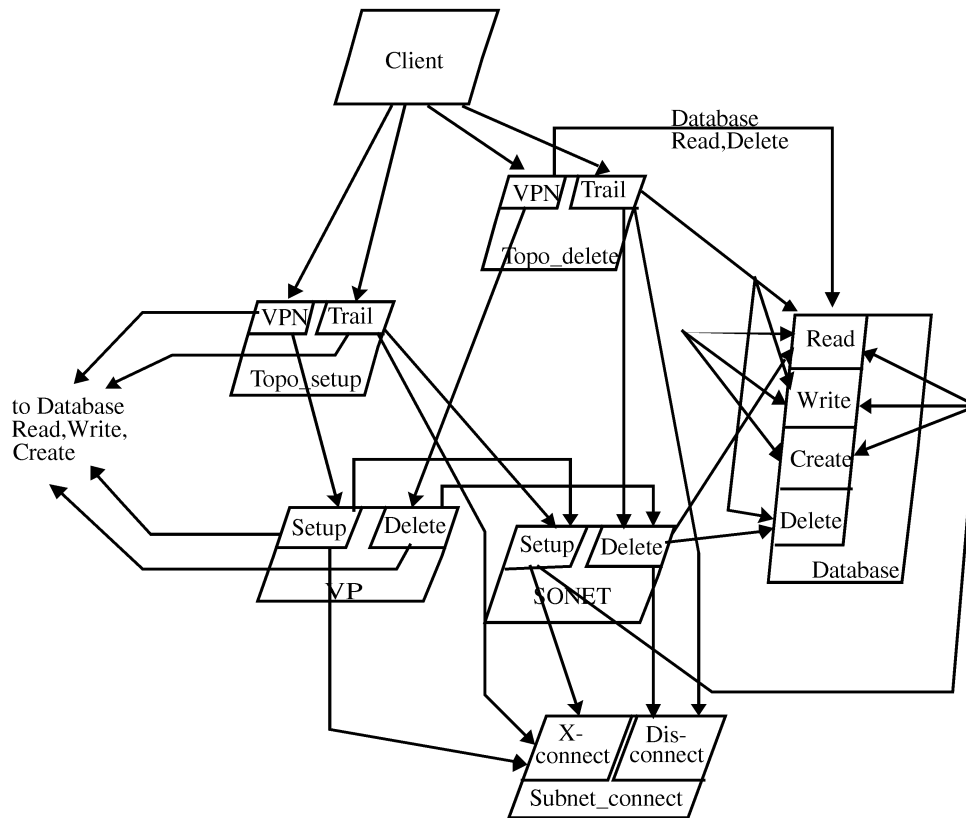 Client
Database
Read,Delete
VPN
Trail
Topo_delete
VPN
Trail
Topo_setup
Read
Write
Create
Delete
Database
to Database
Read,Write,
Create
Setup
Delete
VP
Setup
Delete
SONET
X-
connect
Dis-
connect
Subnet_connect